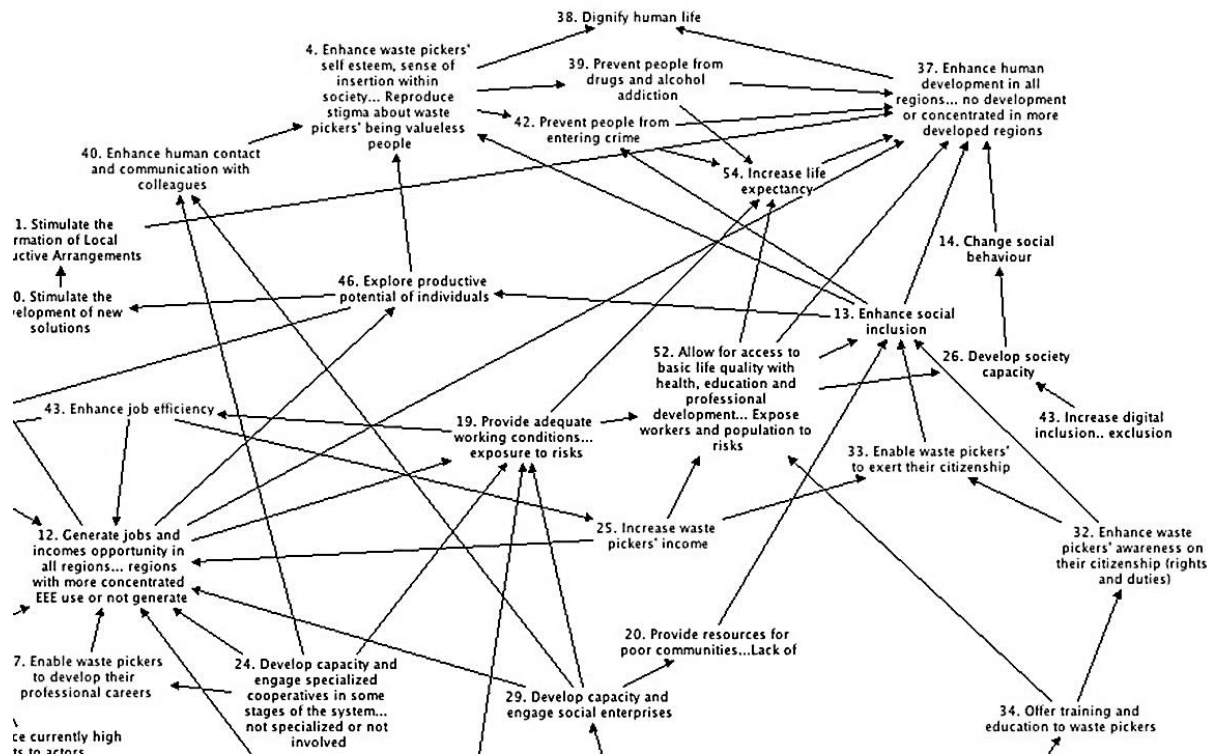 38. Dignify human life
4. Enhance waste pickers'
self esteem, sense of
insertion within
society... Reproduce
stigma about waste
pickers' being valueless
people
39. Prevent people from
drugs and alcohol
addiction
37. Enhance human
development in all
regions... no development
or concentrated in more
developed regions
42. Prevent people from
entering crime
40. Enhance human contact
and communication with
colleagues
54. Increase life
expectancy
1. Stimulate the
rmation of Local
uctive Arrangements
14. Change social
behaviour
46. Explore productive
potential of individuals
0. Stimulate the
velopment of new
solutions
13. Enhance social
inclusion
52. Allow for access to
basic life quality with
health, education and
professional
development... Expose
workers and population to
risks
26. Develop society
capacity
43. Enhance job efficiency
19. Provide adequate
working conditions...
exposure to risks
43. Increase digital
inclusion.. exclusion
33. Enable waste pickers'
to exert their citizenship
25. Increase waste
pickers' income
12. Generate jobs and
incomes opportunity in
all regions... regions
with more concentrated
EEE use or not generate
32. Enhance waste
pickers' awareness on
their citizenship (rights
and duties)
20. Provide resources for
poor communities...Lack of
7. Enable waste pickers
to develop their
professional careers
24. Develop capacity and
engage specialized
cooperatives in some
stages of the system...
not specialized or not
involved
29. Develop capacity and
engage social enterprises
34. Offer training and
education to waste pickers
ce currently high
ts to actors